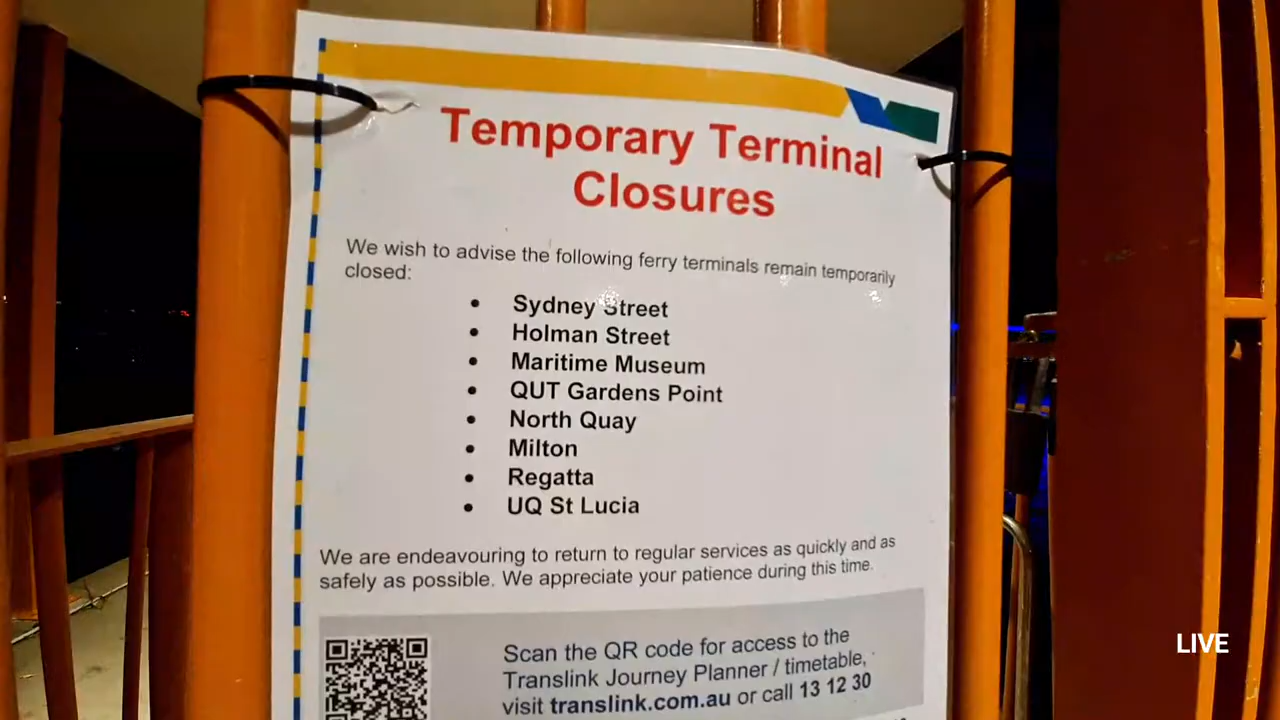 Temporary Terminal
Closures
We wish to advise the following ferry terminals remain temporarily
closed:
• Sydney Street
• Holman Street
• Maritime Museum
• QUT Gardens Point
• North Quay
• Milton
• Regatta
• UQ St Lucia
We are endeavouring to return to regular services as quickly and as
safely as possible. We appreciate your patience during this time.
Scan the QR code for access to the
Translink Journey Planner / timetable,
visit translink.com.au or call 13 12 30
LIVE